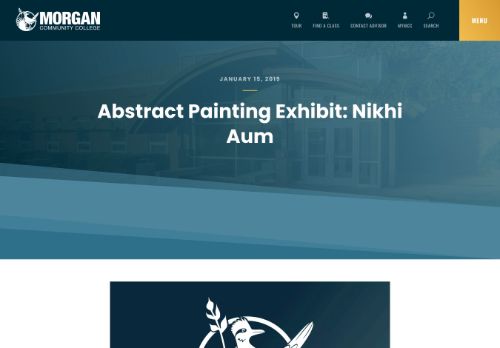 MORGAN
COMMUNITY COLLEGE
TOUR
FIND A CLASS
CONTACT ADVISOR
MYMCC
SEARCH
MENU
JANUARY 15, 2015
Abstract Painting Exhibit: Nikhi
Aum